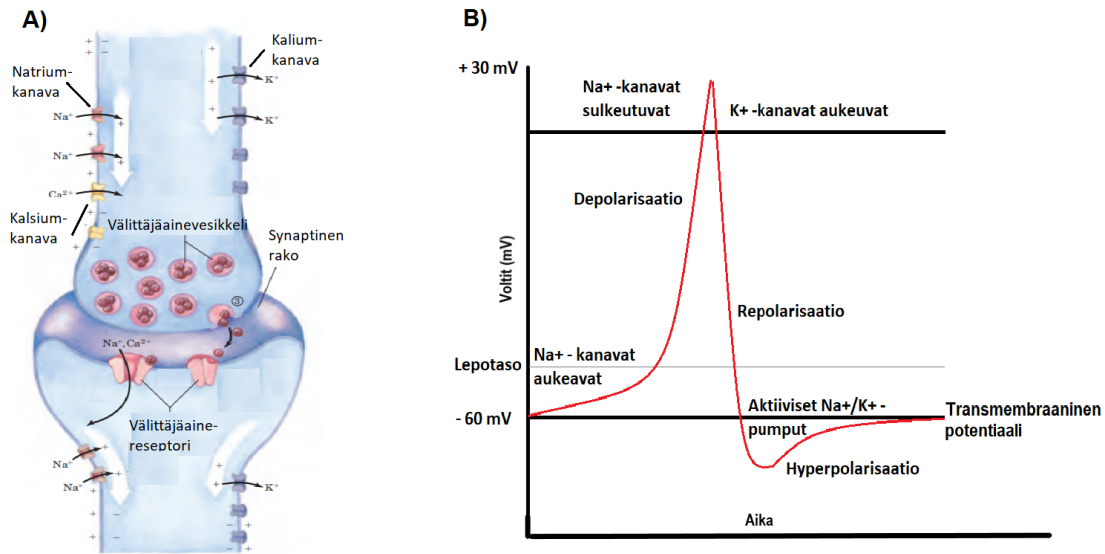 A)
Kalium-
kanava
Natrium-
kanava
K⁺
Na⁺
K⁺
Na⁺
Ca²⁺
Kalsium-
kanava
Välittäjäainevesikkeli
Synaptinen
rako
③
Na⁺, Ca²⁺
Välittäjäaine-
reseptori
Na⁺
Na⁺
K⁺
B)
+ 30 mV
Na+ -kanavat
sulkeutuvat
K+ -kanavat aukeuvat
Depolarisaatio
Voltit (mV)
Repolarisaatio
Lepotaso
Na+ - kanavat
aukeavat
- 60 mV
Aktiiviset Na+/K+ -
pumput
Transmembraaninen
potentiaali
Hyperpolarisaatio
Aika